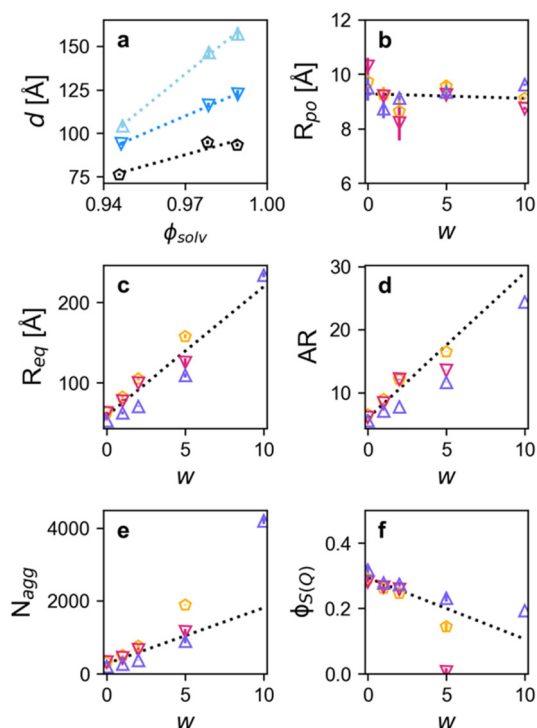 a
b
150
125
100
75
d [Å]
0.94
0.97
1.00
ϕsolv
12
10
8
6
Rpo [Å]
0
5
10
w
c
d
200
100
Req [Å]
0
5
10
w
30
20
10
AR
0
5
10
w
e
f
4000
2000
0
Nagg
0
5
10
w
0.4
0.2
0.0
ϕS(Q)
0
5
10
w